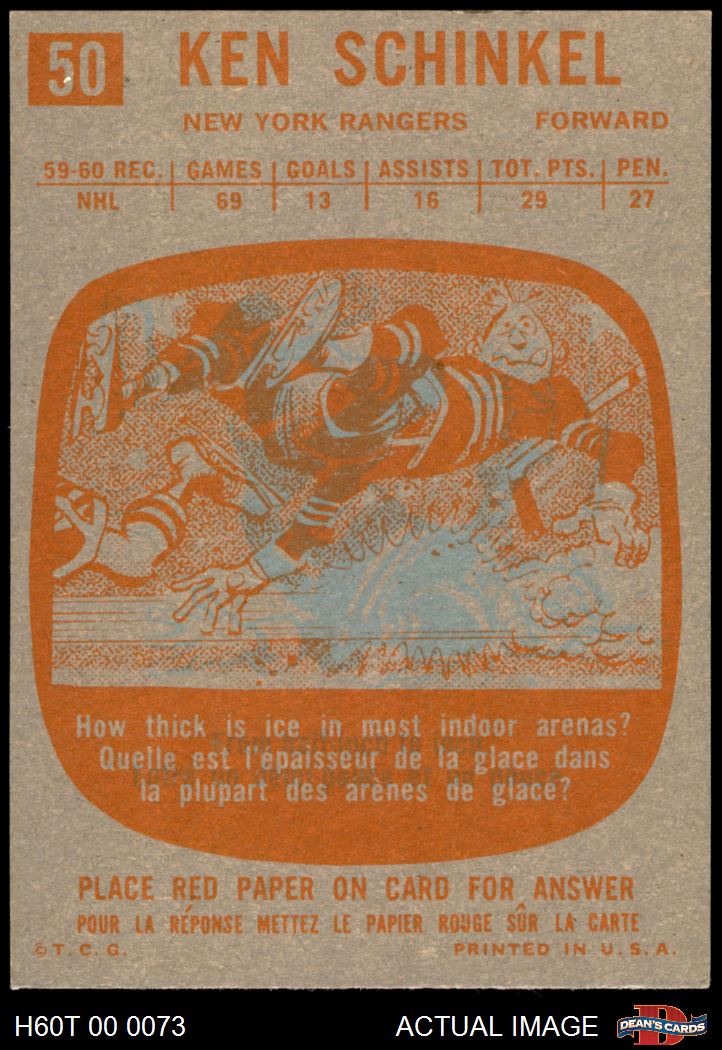 50 KEN SCHINKEL
NEW YORK RANGERS FORWARD
59-60 REC. GAMES GOALS ASSISTS TOT. PTS. PEN.
NHL 69 13 16 29 27
How thick is ice in most indoor arenas?
Quelle est l'épaisseur de la glace dans
la plupart des arènes de glace?
PLACE RED PAPER ON CARD FOR ANSWER
POUR LA RÉPONSE METTEZ LE PAPIER ROUGE SÛR LA CARTE
© T. C. G. PRINTED IN U. S. A.
H60T 00 0073 ACTUAL IMAGE D DEAN'S CARDS